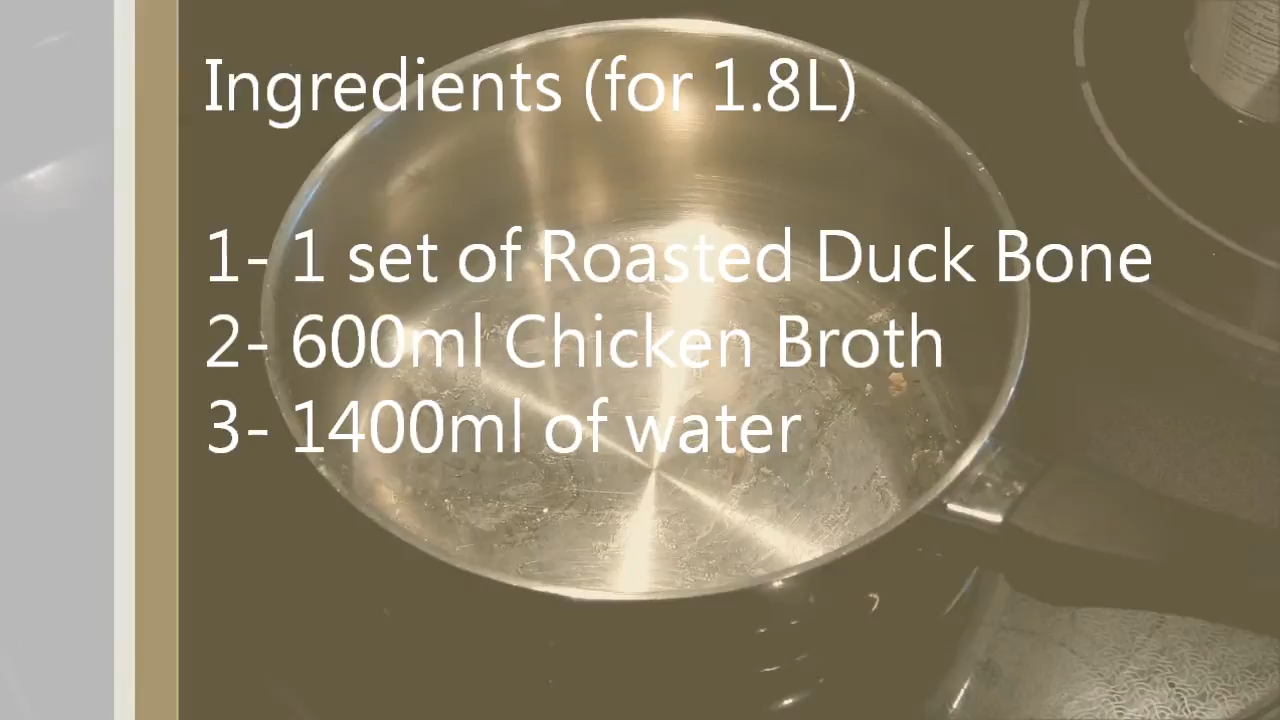 Ingredients (for 1.8L)
1- 1 set of Roasted Duck Bone
2- 600ml Chicken Broth
3- 1400ml of water